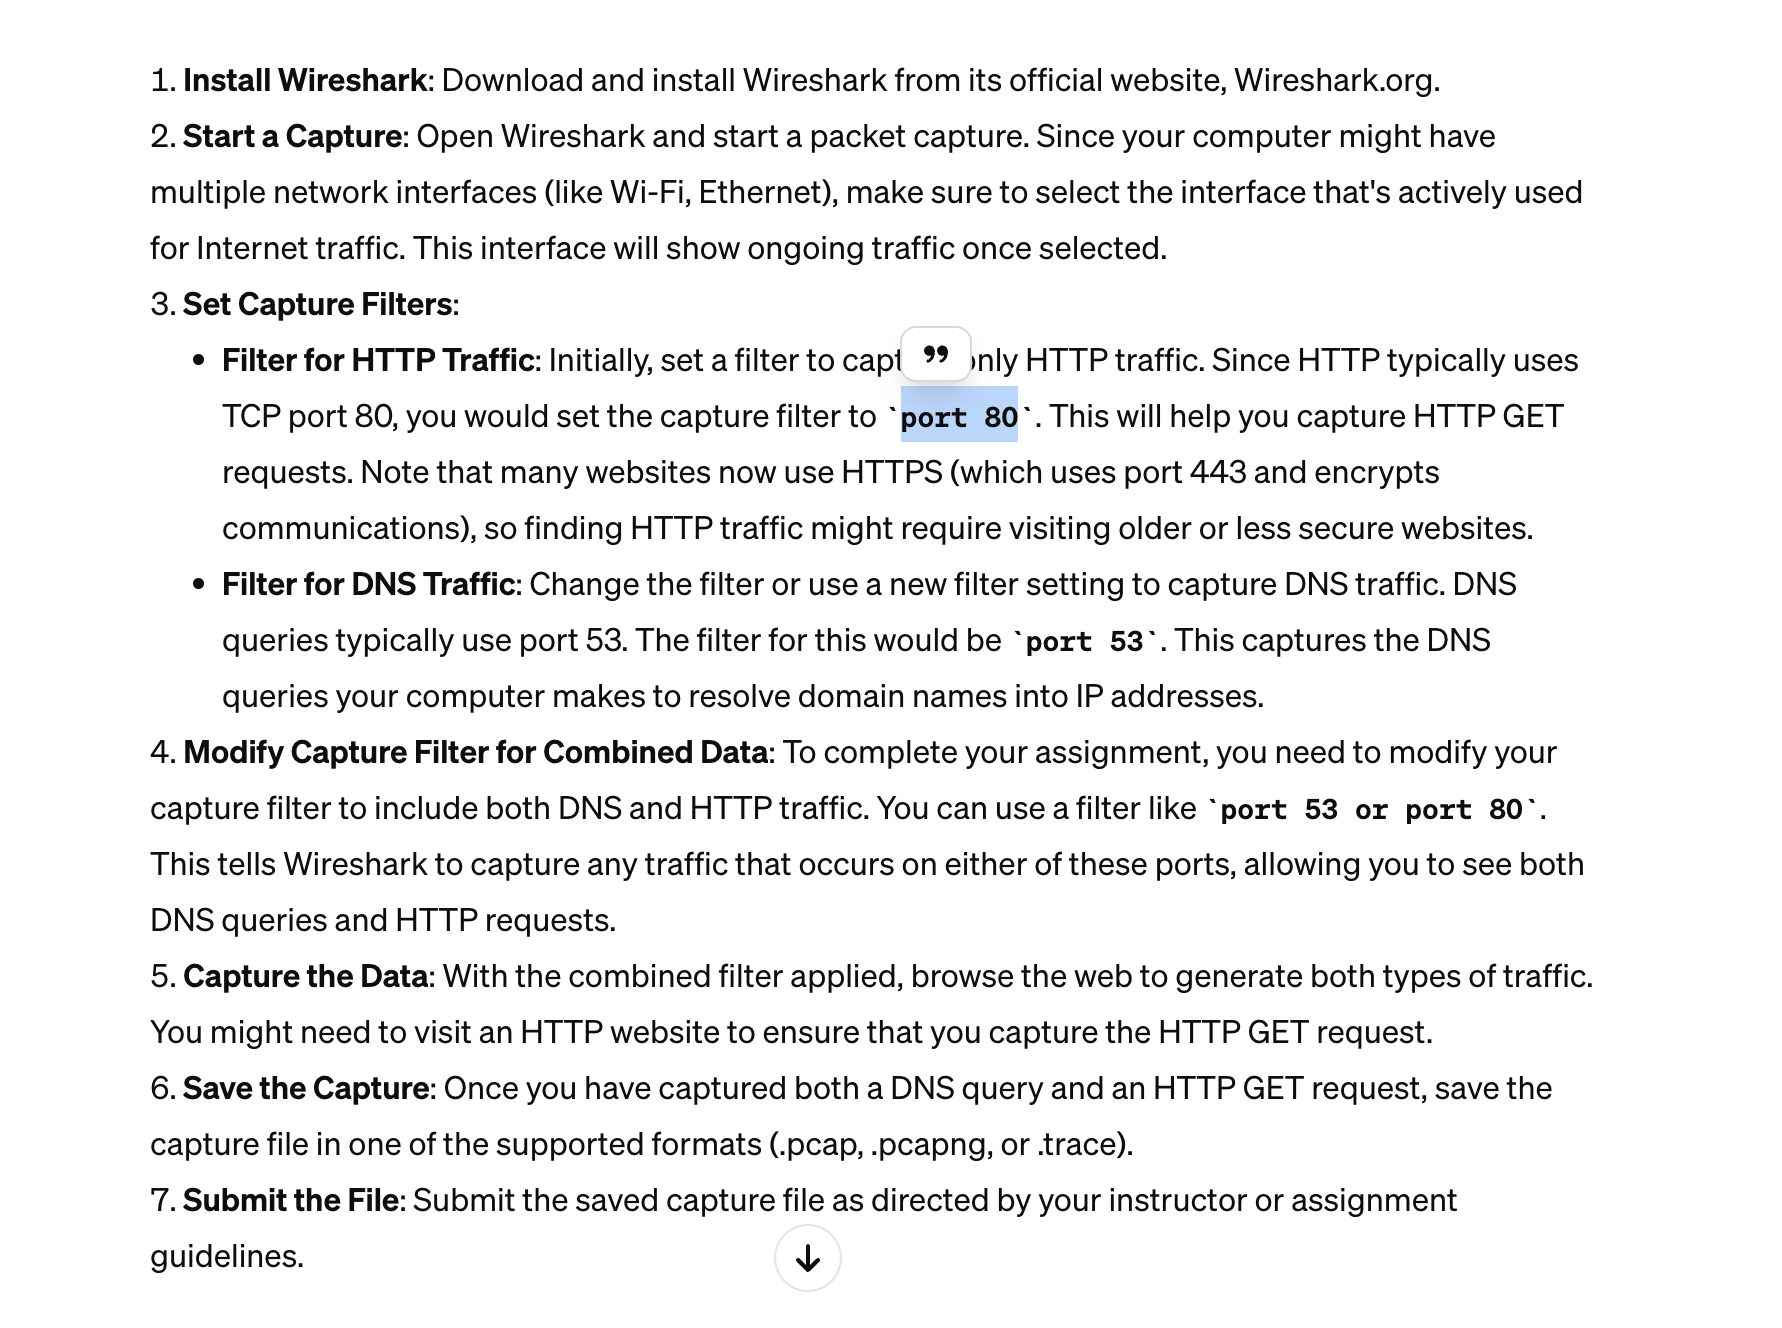 1. Install Wireshark: Download and install Wireshark from its official website, Wireshark.org.
2. Start a Capture: Open Wireshark and start a packet capture. Since your computer might have
multiple network interfaces (like Wi-Fi, Ethernet), make sure to select the interface that's actively used
for Internet traffic. This interface will show ongoing traffic once selected.
3. Set Capture Filters:
• Filter for HTTP Traffic: Initially, set a filter to capt nly HTTP traffic. Since HTTP typically uses
TCP port 80, you would set the capture filter to `port 80`. This will help you capture HTTP GET
requests. Note that many websites now use HTTPS (which uses port 443 and encrypts
communications), so finding HTTP traffic might require visiting older or less secure websites.
• Filter for DNS Traffic: Change the filter or use a new filter setting to capture DNS traffic. DNS
queries typically use port 53. The filter for this would be `port 53`. This captures the DNS
queries your computer makes to resolve domain names into IP addresses.
4. Modify Capture Filter for Combined Data: To complete your assignment, you need to modify your
capture filter to include both DNS and HTTP traffic. You can use a filter like `port 53 or port 80`.
This tells Wireshark to capture any traffic that occurs on either of these ports, allowing you to see both
DNS queries and HTTP requests.
5. Capture the Data: With the combined filter applied, browse the web to generate both types of traffic.
You might need to visit an HTTP website to ensure that you capture the HTTP GET request.
6. Save the Capture: Once you have captured both a DNS query and an HTTP GET request, save the
capture file in one of the supported formats (.pcap, .pcapng, or .trace).
7. Submit the File: Submit the saved capture file as directed by your instructor or assignment
guidelines.